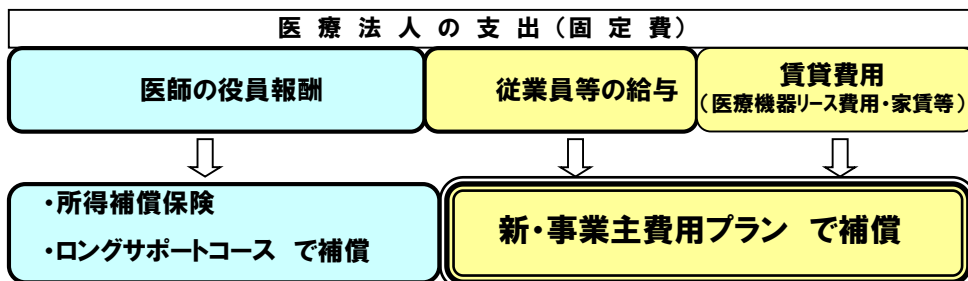 医療法人の支出（固定費）
医師の役員報酬
従業員等の給与
賃貸費用
（医療機器リース費用・家賃等）
・所得補償保険
・ロングサポートコース で補償
新・事業主費用プラン で補償